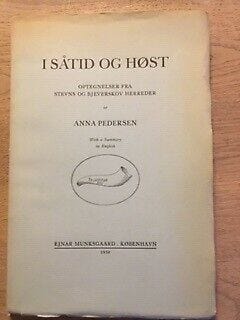 I SÅTID OG HØST
OPTEGNELSER FRA
STEVNS OG BJEVERSKOV HERREDER
AF
ANNA PEDERSEN
With a Summary
in English
EJNAR MUNKSGAARD · KØBENHAVN